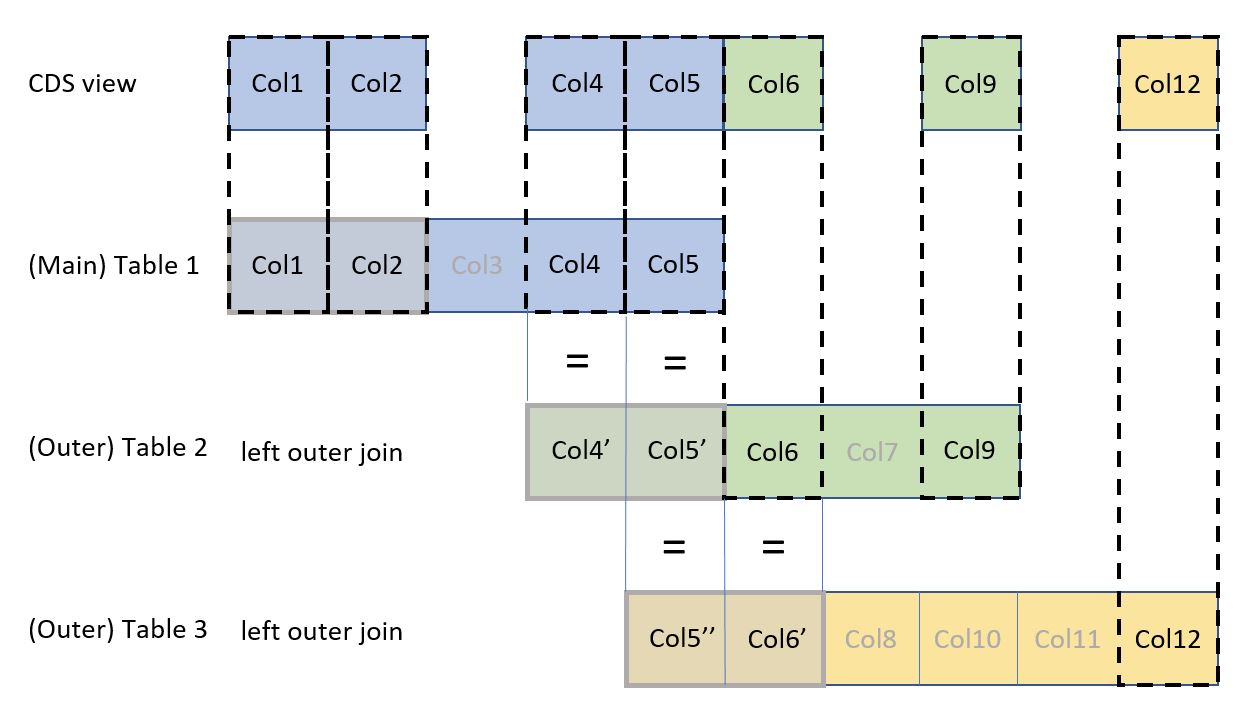 CDS view Col1 Col2 Col4 Col5 Col6 Col9 Col12
(Main) Table 1 Col1 Col2 Col3 Col4 Col5
= =
(Outer) Table 2 left outer join Col4’ Col5’ Col6 Col7 Col9
= =
(Outer) Table 3 left outer join Col5’’ Col6’ Col8 Col10 Col11 Col12